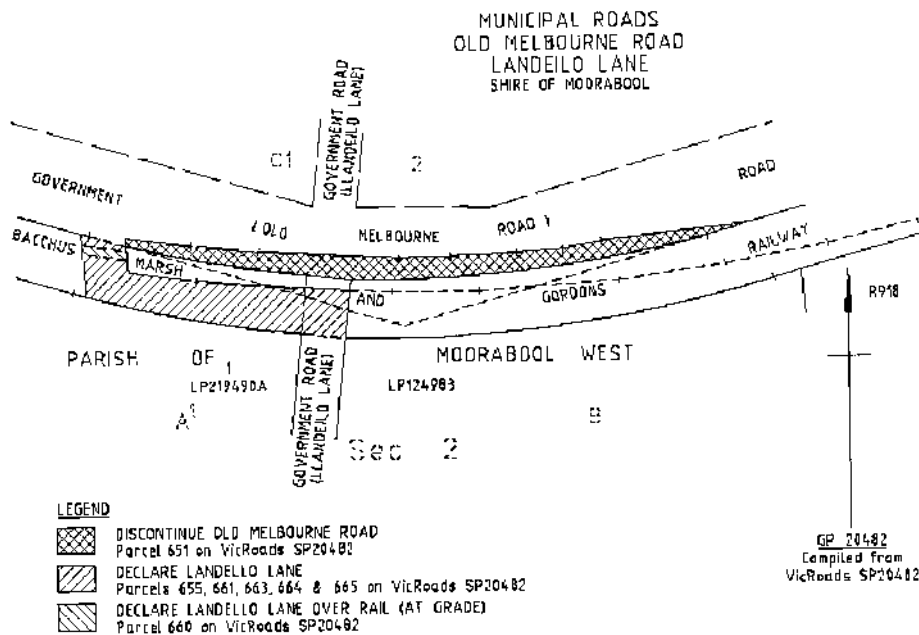 MUNICIPAL ROADS
OLD MELBOURNE ROAD
LANDEILO LANE
SHIRE OF MOORABOOL
GOVERNMENT ROAD
(LLANDEILO LANE)
C1
2
GOVERNMENT
(OLD
MELBOURNE
ROAD)
ROAD
BACCHUS
MARSH
AND
GORDONS
RAILWAY
R918
PARISH OF
MOORABOOL WEST
1
LP219490A
LP124983
A1
B
Sec 2
GOVERNMENT ROAD
(LLANDEILO LANE)
LEGEND
DISCONTINUE OLD MELBOURNE ROAD
Parcel 651 on VicRoads SP20482
DECLARE LANDELLO LANE
Parcels 655, 661, 663, 664 & 665 on VicRoads SP20482
DECLARE LANDELLO LANE OVER RAIL (AT GRADE)
Parcel 660 on VicRoads SP20482
GP 20482
Compiled from
VicRoads SP20482